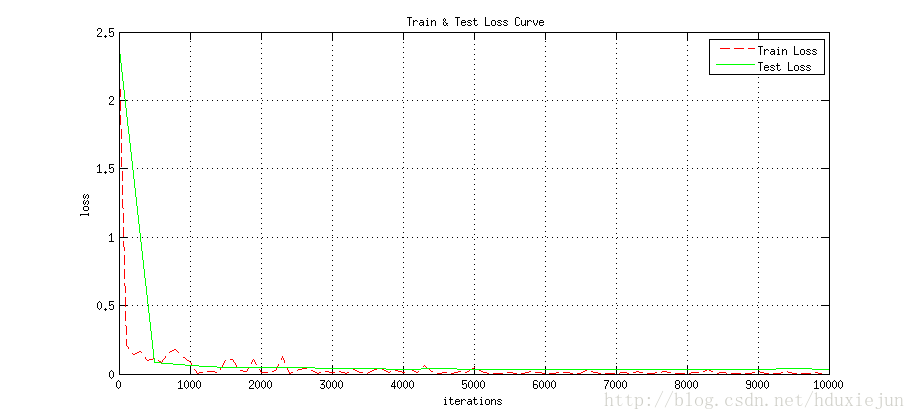 Train & Test Loss Curve
2.5
Train Loss
Test Loss
2
1.5
loss
1
0.5
0
0 1000 2000 3000 4000 5000 6000 7000 8000 9000 10000
iterations
http://blog.csdn.net/hduxiejun